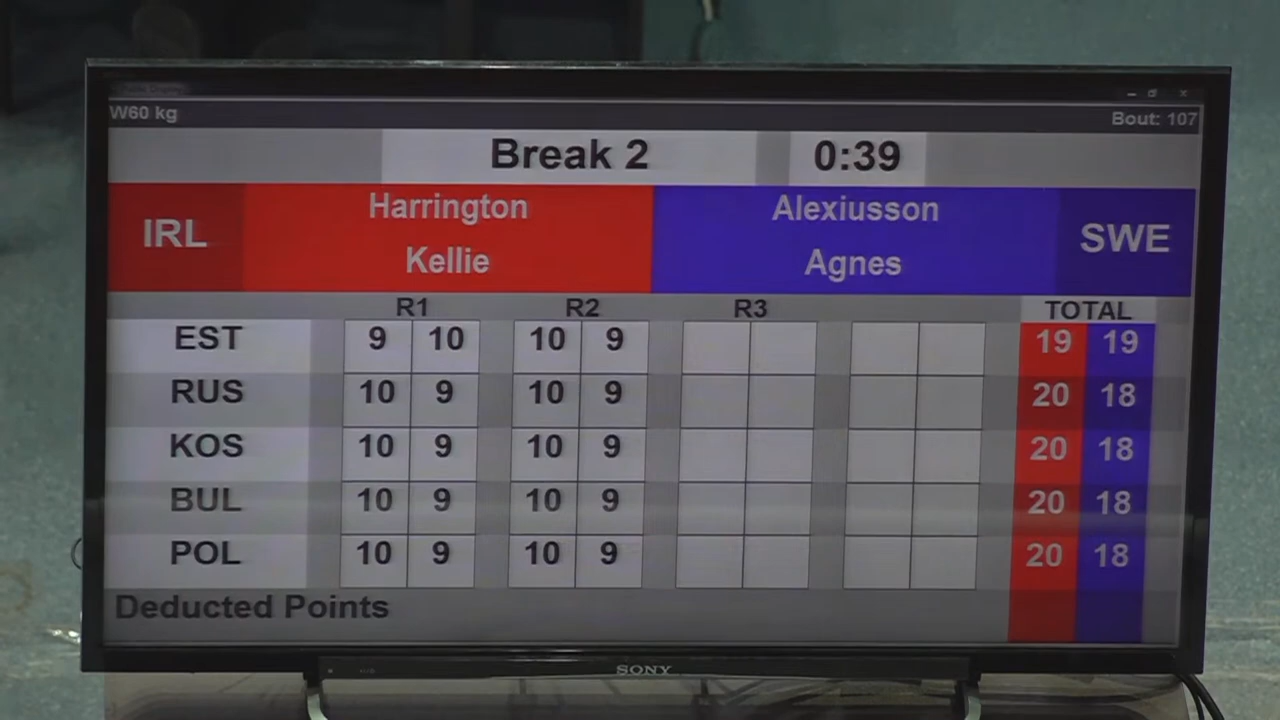 W60 kg Bout: 107
Break 2 0:39
IRL Harrington Kellie Alexiusson Agnes SWE
R1 R2 R3 TOTAL
EST 9 10 10 9 19 19
RUS 10 9 10 9 20 18
KOS 10 9 10 9 20 18
BUL 10 9 10 9 20 18
POL 10 9 10 9 20 18
Deducted Points
SONY